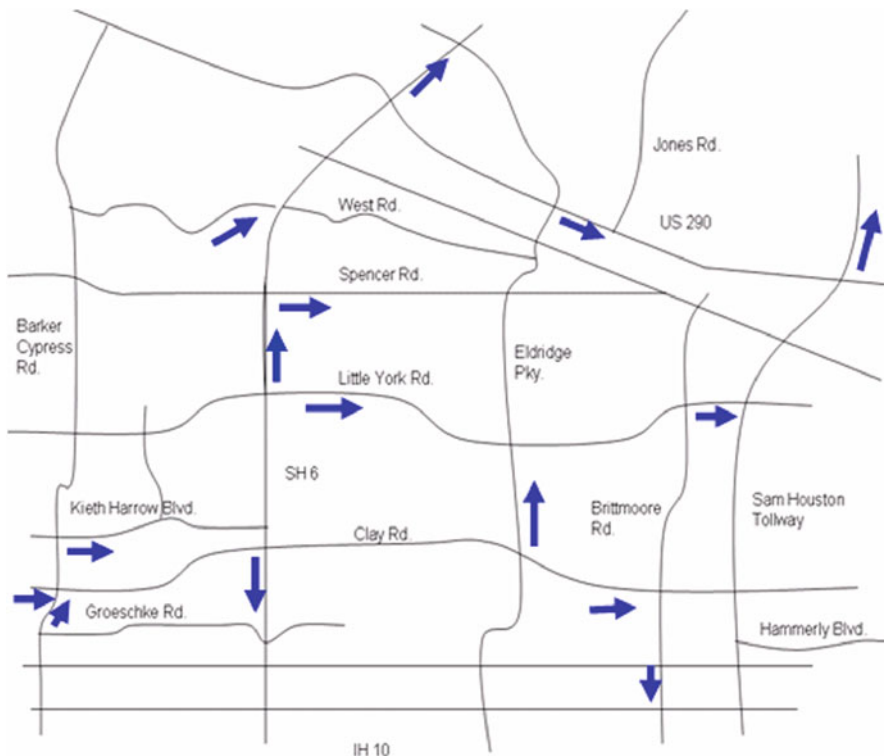 Jones Rd.
West Rd.
US 290
Spencer Rd.
Barker
Cypress
Rd.
Eldridge
Pky.
Little York Rd.
SH 6
Kieth Harrow Blvd.
Brittmoore
Rd.
Sam Houston
Tollway
Clay Rd.
Groeschke Rd.
Hammerly Blvd.
IH 10